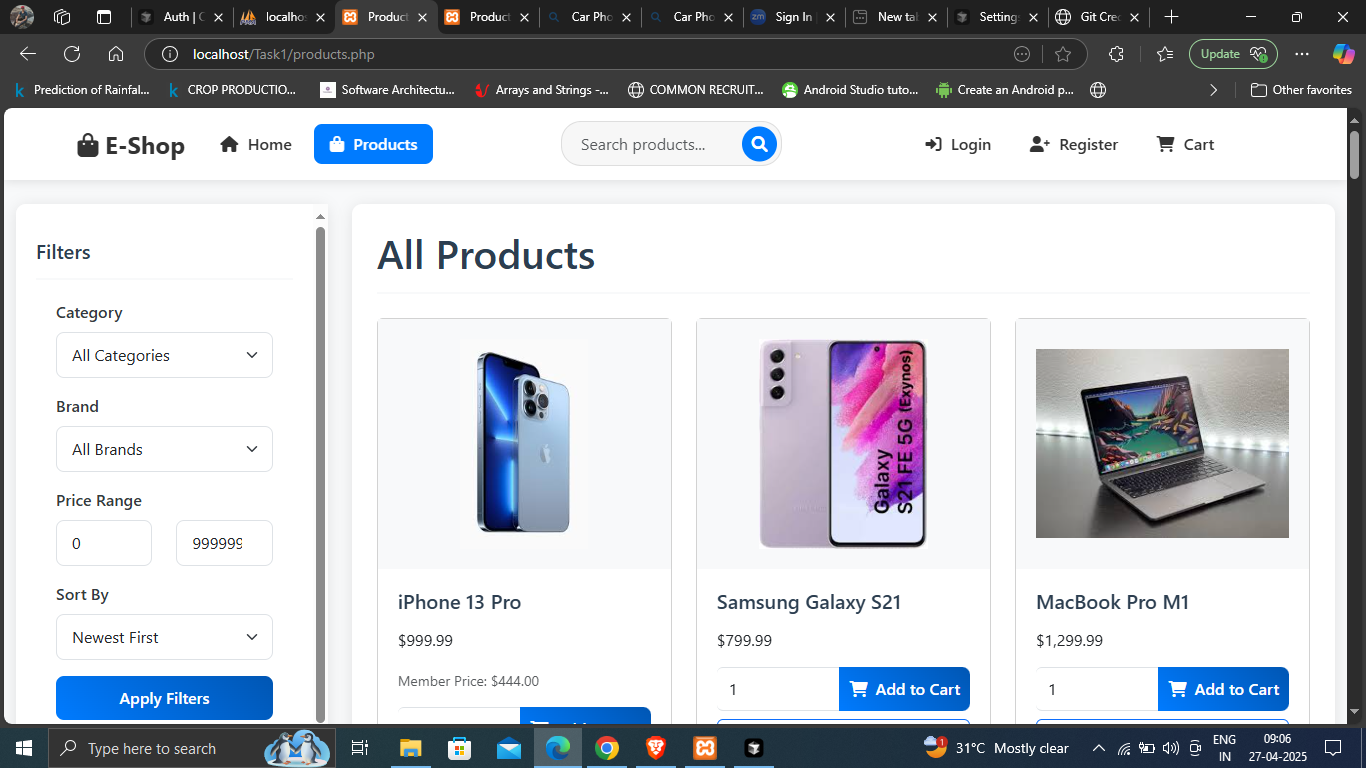 Auth | C
localhos
Product
Product
Car Pho
Car Pho
zm
Sign In |
New tab
Settings
Git Cred
localhost/Task1/products.php
Update
Prediction of Rainfal...
CROP PRODUCTIO...
Software Architectu...
Arrays and Strings -...
COMMON RECRUIT...
Android Studio tuto...
Create an Android p...
Other favorites
E-Shop
Home
Products
Search products...
Login
Register
Cart
Filters
Category
All Categories
Brand
All Brands
Price Range
0
999999
Sort By
Newest First
Apply Filters
All Products
Galaxy
S21 FE 5G (Exynos)
iPhone 13 Pro
$999.99
Member Price: $444.00
Samsung Galaxy S21
$799.99
1
Add to Cart
MacBook Pro M1
$1,299.99
1
Add to Cart
Type here to search
1
31°C Mostly clear
ENG
IN
09:06
27-04-2025